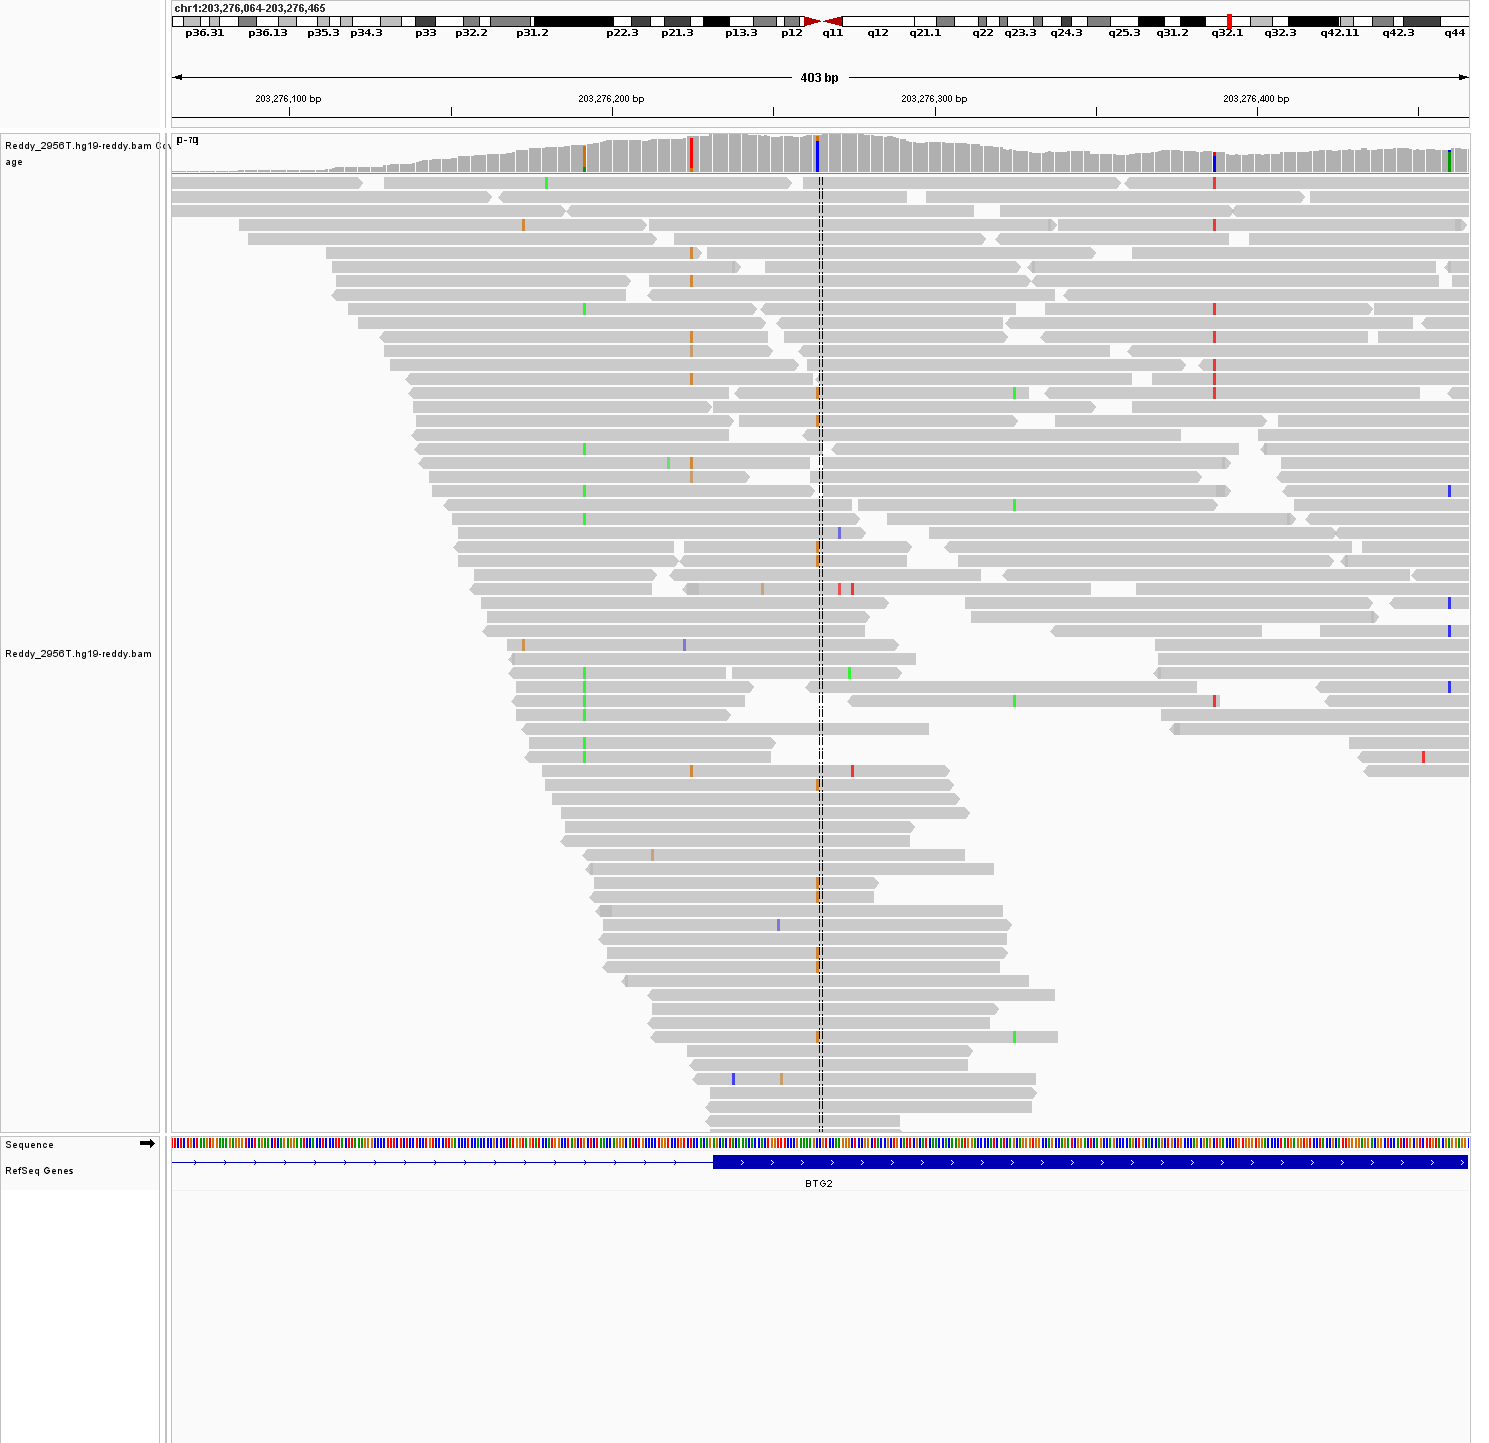 chr1:203,276,064-203,276,465
p36.31 p36.13 p35.3 p34.3 p33 p32.2 p31.2 p22.3 p21.3 p13.3 p12 q11 q12 q21.1 q22 q23.3 q24.3 q25.3 q31.2 q32.1 q32.3 q42.11 q42.3 q44
403 bp
203,276,100 bp 203,276,200 bp 203,276,300 bp 203,276,400 bp
Reddy_2956T.hg19-reddy.bam Cov
age
[0 - 70]
Reddy_2956T.hg19-reddy.bam
Sequence
RefSeq Genes
BTG2